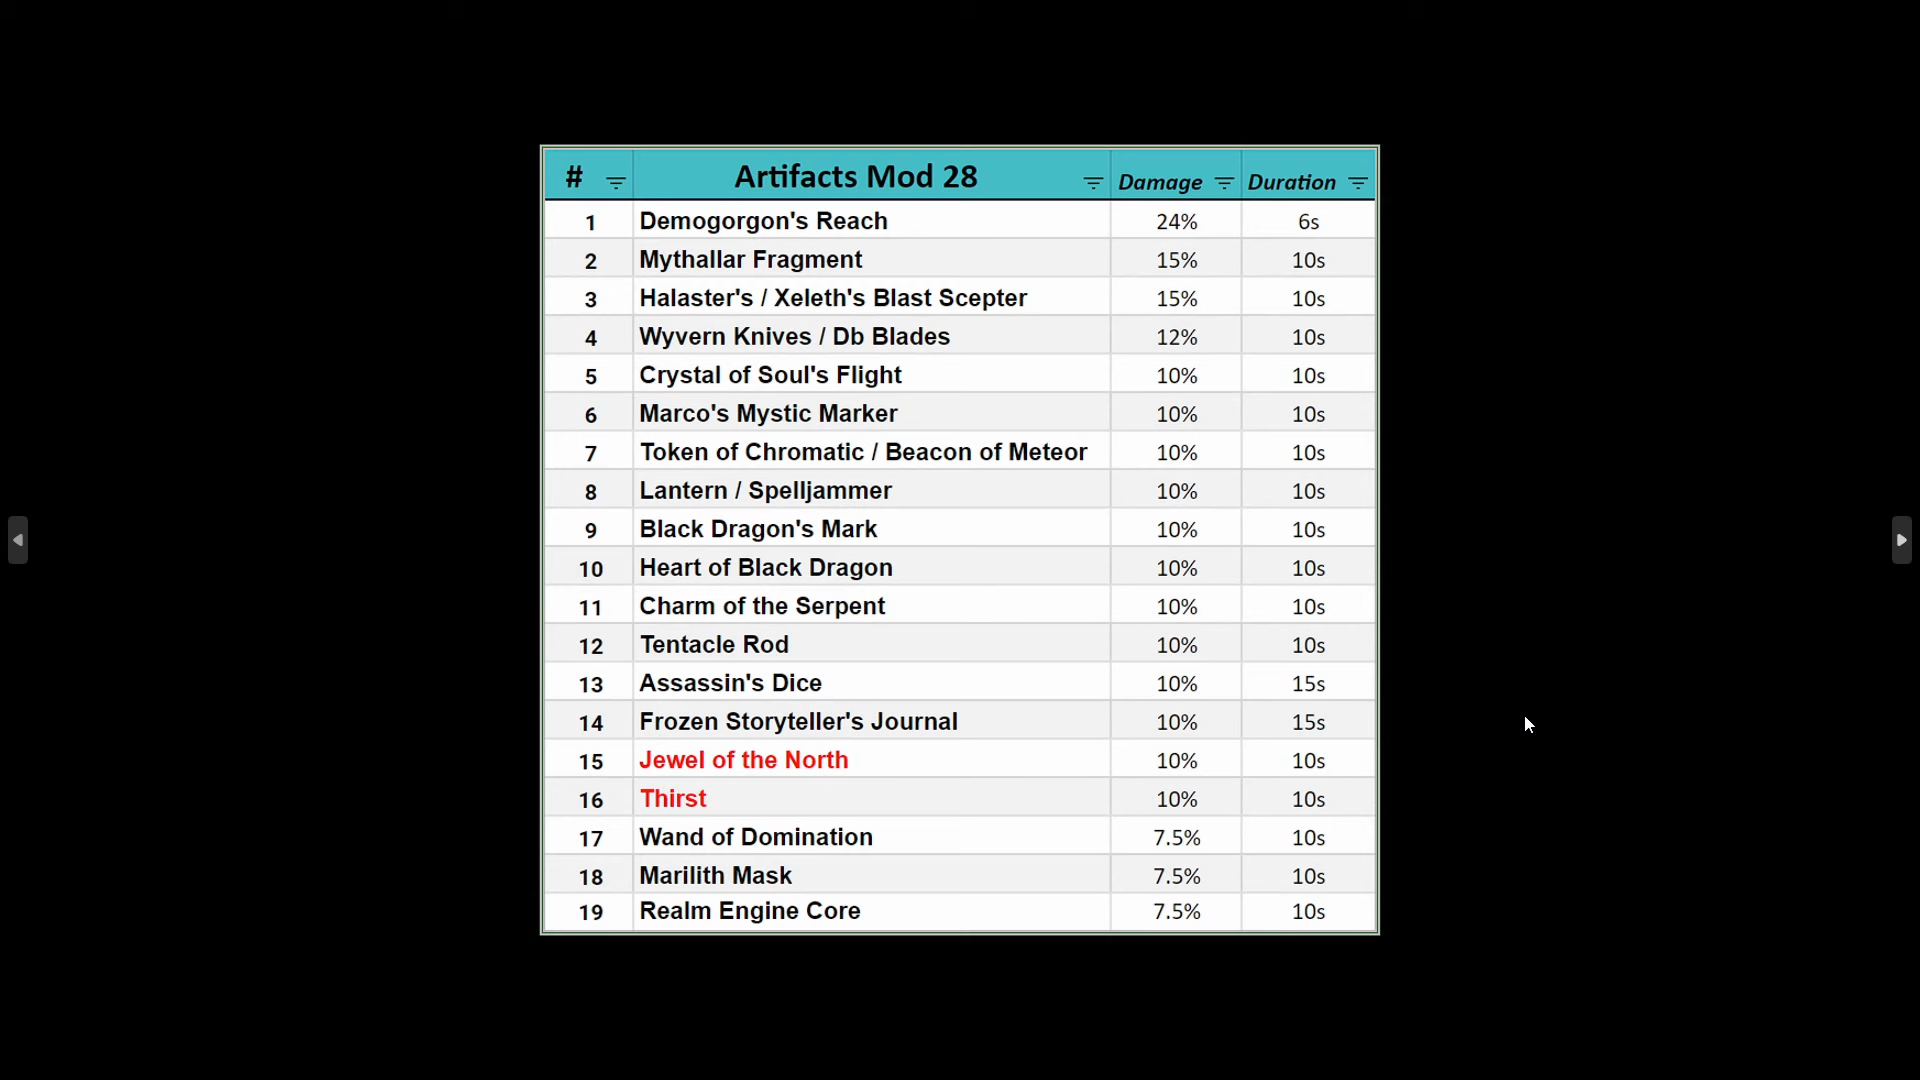 # Artifacts Mod 28 Damage Duration
1 Demogorgon's Reach 24% 6s
2 Mythallar Fragment 15% 10s
3 Halaster's / Xeleth's Blast Scepter 15% 10s
4 Wyvern Knives / Db Blades 12% 10s
5 Crystal of Soul's Flight 10% 10s
6 Marco's Mystic Marker 10% 10s
7 Token of Chromatic / Beacon of Meteor 10% 10s
8 Lantern / Spelljammer 10% 10s
9 Black Dragon's Mark 10% 10s
10 Heart of Black Dragon 10% 10s
11 Charm of the Serpent 10% 10s
12 Tentacle Rod 10% 10s
13 Assassin's Dice 10% 15s
14 Frozen Storyteller's Journal 10% 15s
15 Jewel of the North 10% 10s
16 Thirst 10% 10s
17 Wand of Domination 7.5% 10s
18 Marilith Mask 7.5% 10s
19 Realm Engine Core 7.5% 10s